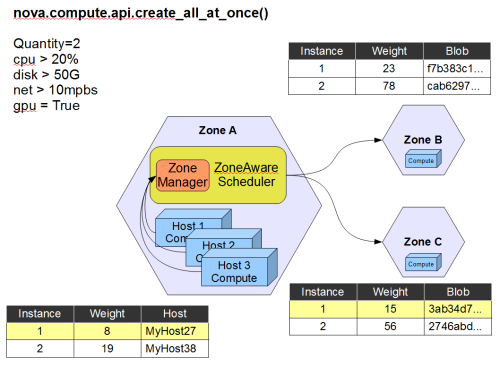 nova.compute.api.create_all_at_once()
Quantity=2
cpu > 20%
disk > 50G
net > 10mpbs
gpu = True
Instance Weight Blob
1 23 f7b383c1...
2 78 cab6297...
Zone A
Zone
Manager
ZoneAware
Scheduler
Host 1
Host 2
Host 3
Compute
Zone B
Compute
Zone C
Compute
Instance Weight Host
1 8 MyHost27
2 19 MyHost38
Instance Weight Blob
1 15 3ab34d7...
2 56 2746abd...